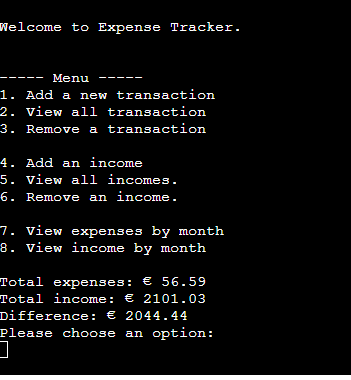 Welcome to Expense Tracker.
----- Menu -----
1. Add a new transaction
2. View all transaction
3. Remove a transaction
4. Add an income
5. View all incomes.
6. Remove an income.
7. View expenses by month
8. View income by month
Total expenses: € 56.59
Total income: € 2101.03
Difference: € 2044.44
Please choose an option: